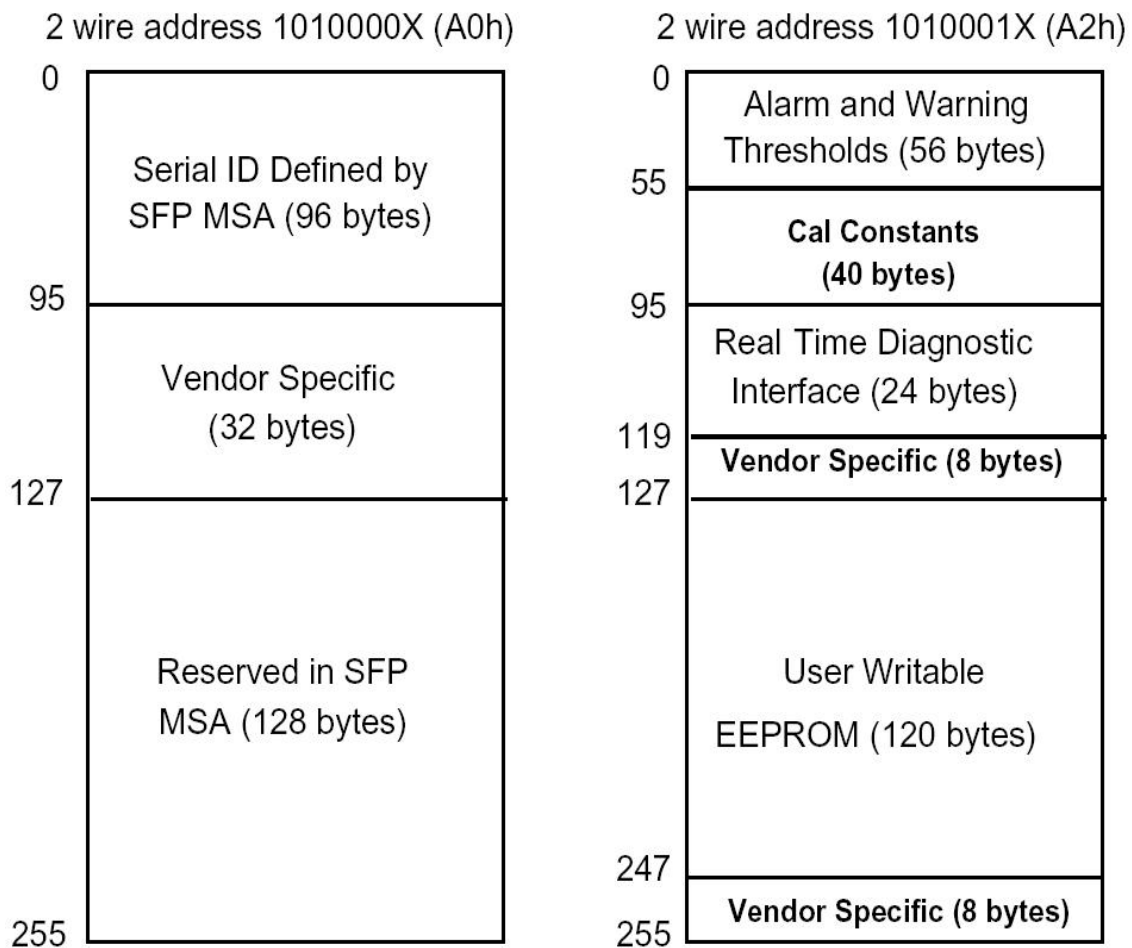 2 wire address 1010000X (A0h)
0
Serial ID Defined by
SFP MSA (96 bytes)
95
Vendor Specific
(32 bytes)
127
Reserved in SFP
MSA (128 bytes)
255
2 wire address 1010001X (A2h)
0
Alarm and Warning
Thresholds (56 bytes)
55
Cal Constants
(40 bytes)
95
Real Time Diagnostic
Interface (24 bytes)
119
Vendor Specific (8 bytes)
127
User Writable
EEPROM (120 bytes)
247
Vendor Specific (8 bytes)
255